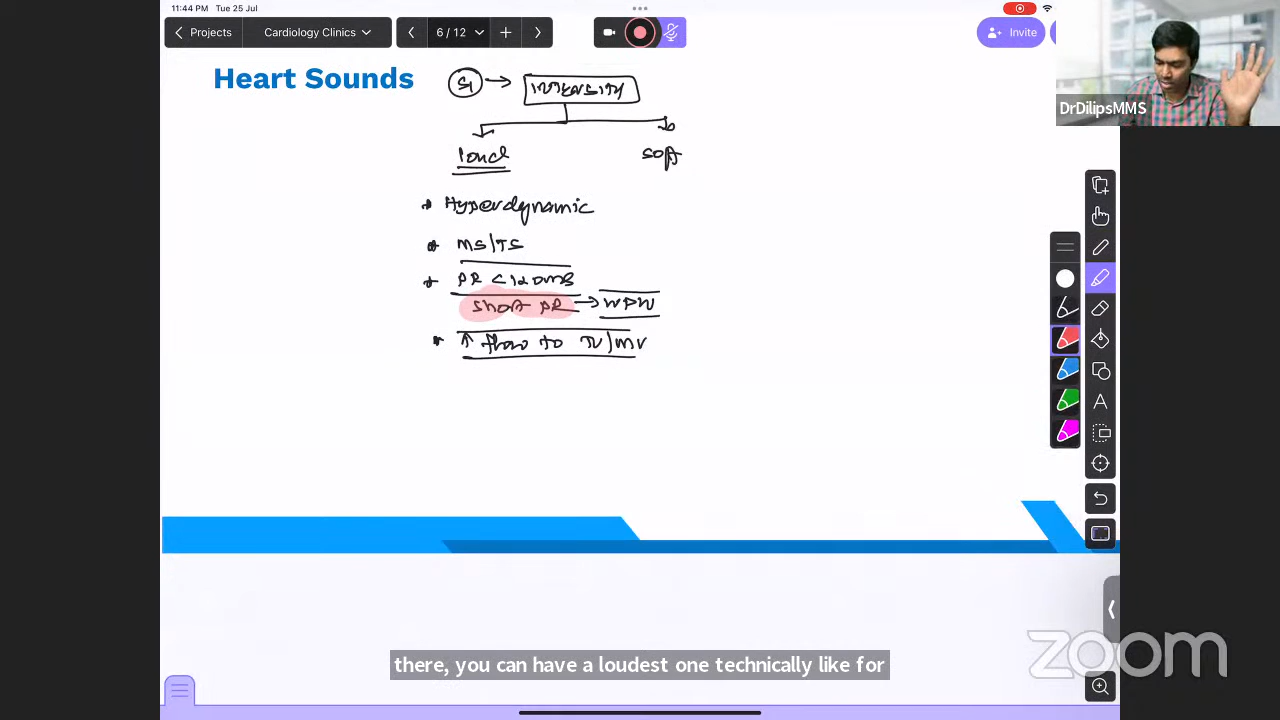 11:44 PM Tue 25 Jul
Projects
Cardiology Clinics
6 / 12
Invite
DrDilipsMMS
Heart Sounds
S1 → INTENSITY
loud
soft
* Hyperdynamic
* MS/TS
* PR < 120ms
short PR → WPW
* ↑ flow to TV/MV
A
there, you can have a loudest one technically like for
zoom